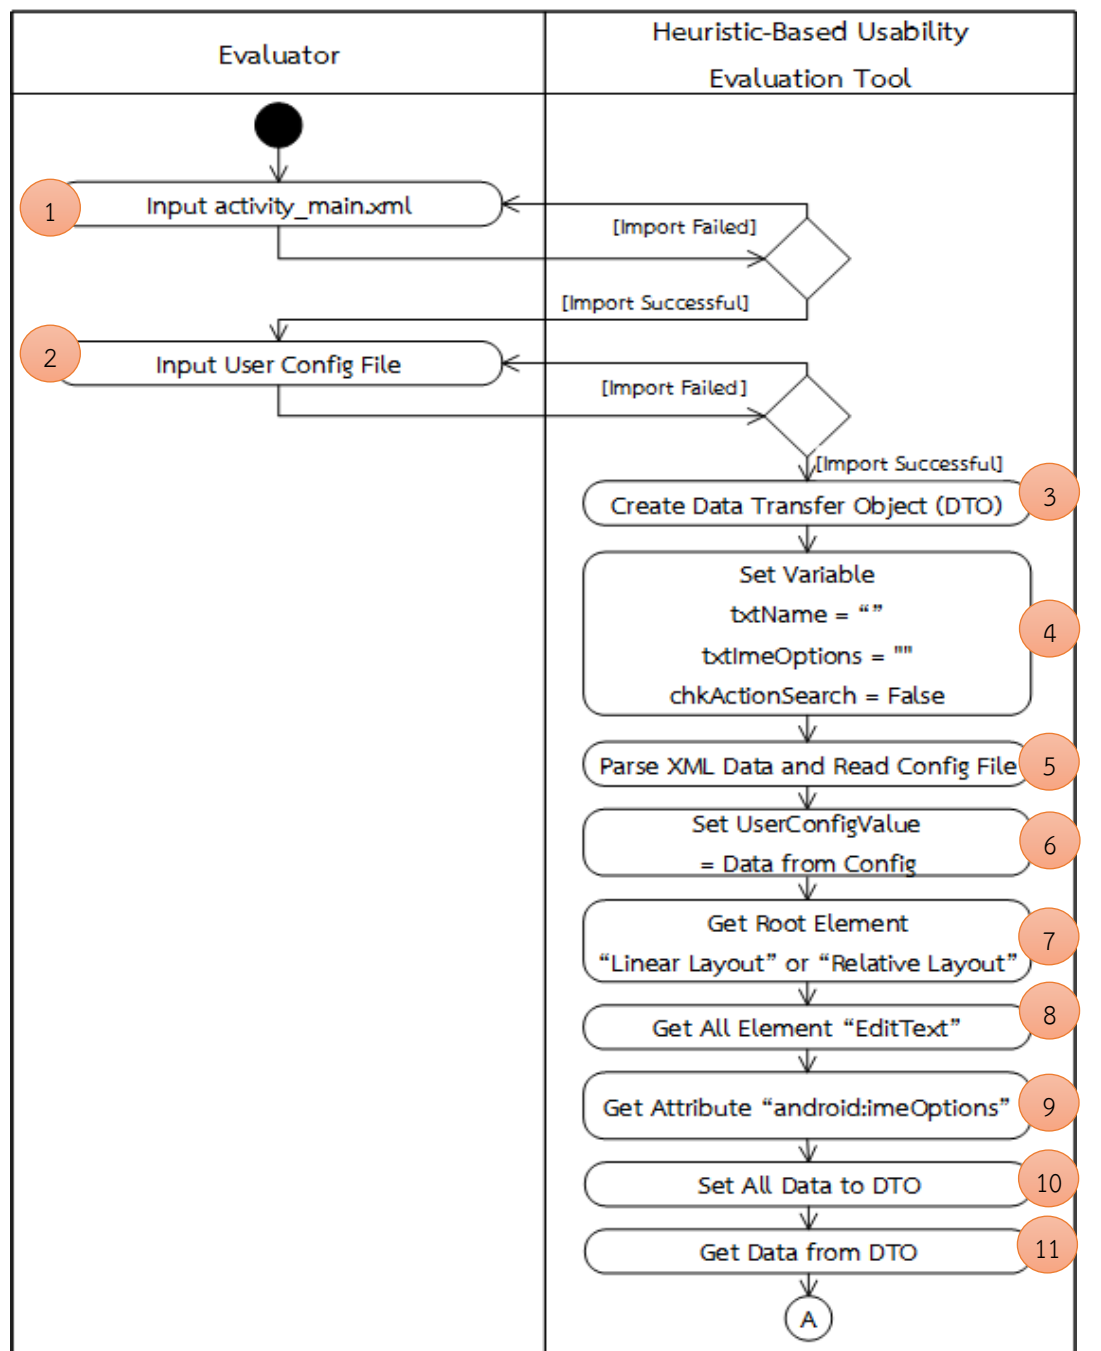 Evaluator
Heuristic-Based Usability
Evaluation Tool
1
Input activity_main.xml
[Import Failed]
[Import Successful]
2
Input User Config File
[Import Failed]
[Import Successful]
Create Data Transfer Object (DTO)
3
Set Variable
txtName = “”
txtImeOptions = ""
chkActionSearch = False
4
Parse XML Data and Read Config File
5
Set UserConfigValue
= Data from Config
6
Get Root Element
“Linear Layout” or “Relative Layout”
7
Get All Element “EditText”
8
Get Attribute “android:imeOptions”
9
Set All Data to DTO
10
Get Data from DTO
11
A